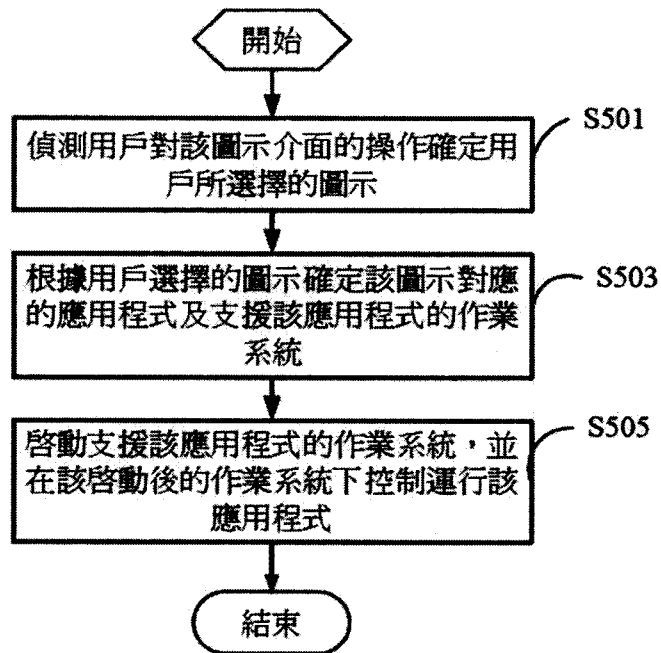 開始
S501
偵測用戶對該圖示介面的操作確定用
戶所選擇的圖示
S503
根據用戶選擇的圖示確定該圖示對應
的應用程式及支援該應用程式的作業
系統
S505
啓動支援該應用程式的作業系統，並
在該啓動後的作業系統下控制運行該
應用程式
結束